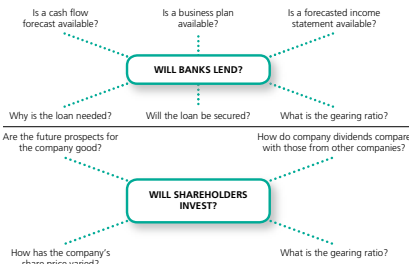 Is a cash flow
forecast available?
Is a business plan
available?
Is a forecasted income
statement available?
WILL BANKS LEND?
Why is the loan needed?
Will the loan be secured?
What is the gearing ratio?
Are the future prospects for
the company good?
How do company dividends compare
with those from other companies?
WILL SHAREHOLDERS
INVEST?
How has the company's
share price varied?
What is the gearing ratio?